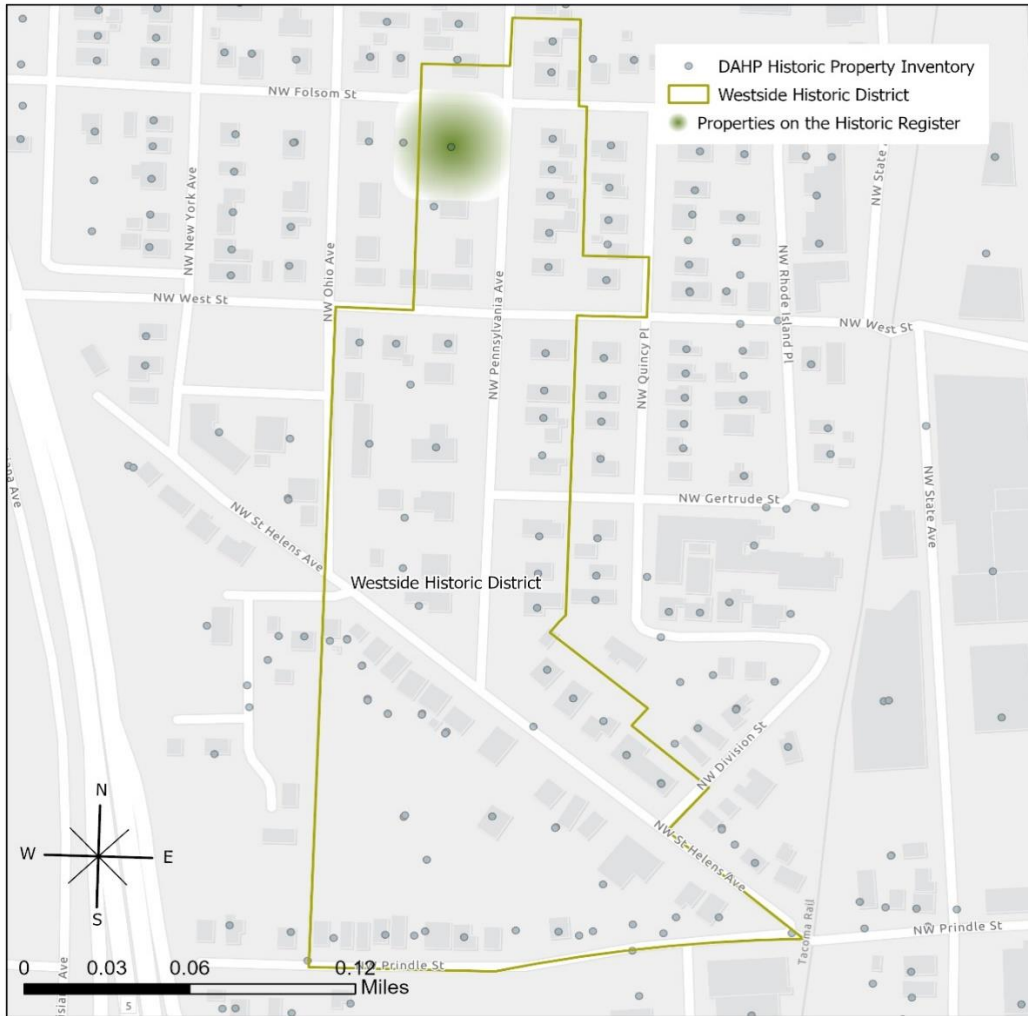 DAHP Historic Property Inventory
Westside Historic District
Properties on the Historic Register
NW Folsom St
NW New York Ave
NW Ohio Ave
NW Pennsylvania Ave
NW West St
NW Rhode Island Pl
NW West St
NW Quincy Pl
NW Gertrude St
NW State Ave
NW St Helens Ave
Westside Historic District
NW Division St
NW St Helens Ave
NW Prindle St
NW Prindle St
Tacoma Rail
N
W
E
S
0
0.03
0.06
0.12
Miles
5